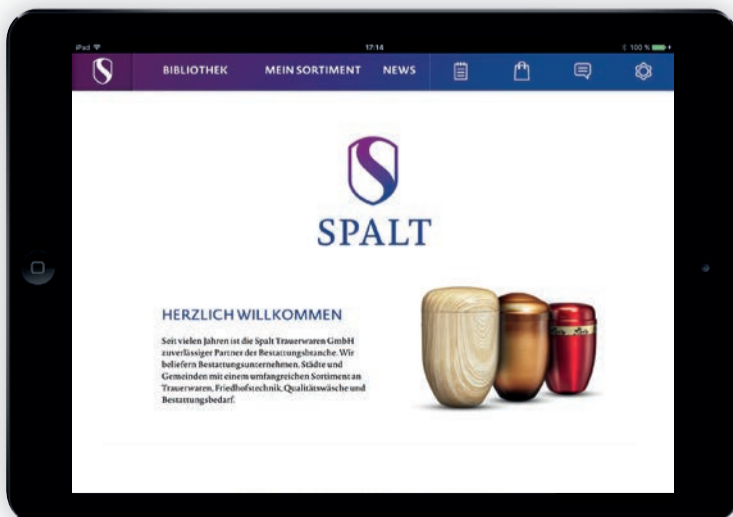 iPad 17:14 100 %
BIBLIOTHEK MEIN SORTIMENT NEWS
SPALT
HERZLICH WILLKOMMEN
Seit vielen Jahren ist die Spalt Trauerwaren GmbH
zuverlässiger Partner der Bestattungsbranche. Wir
beliefern Bestattungsunternehmen, Städte und
Gemeinden mit einem umfangreichen Sortiment an
Trauerwaren, Friedhofstechnik, Qualitätswäsche und
Bestattungsbedarf.